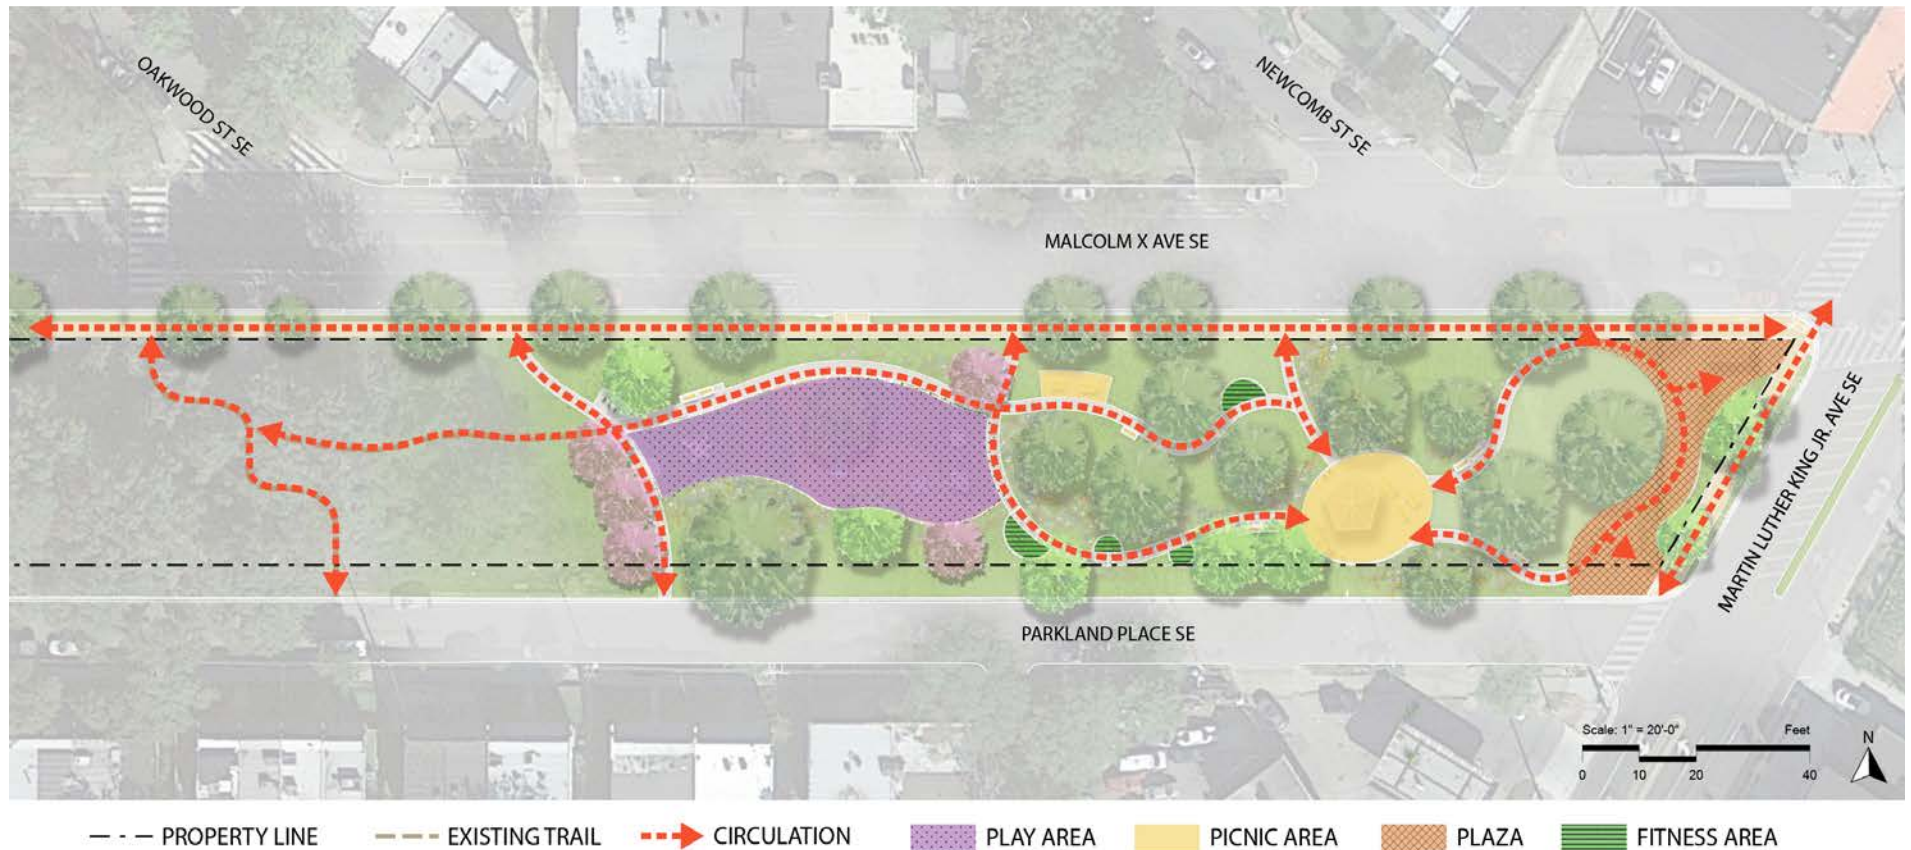 OAKWOOD ST SE
NEWCOMB ST SE
MALCOLM X AVE SE
MARTIN LUTHER KING JR. AVE SE
PARKLAND PLACE SE
Scale: 1" = 20'-0" Feet
0 10 20 40
N
PROPERTY LINE EXISTING TRAIL CIRCULATION PLAY AREA PICNIC AREA PLAZA FITNESS AREA